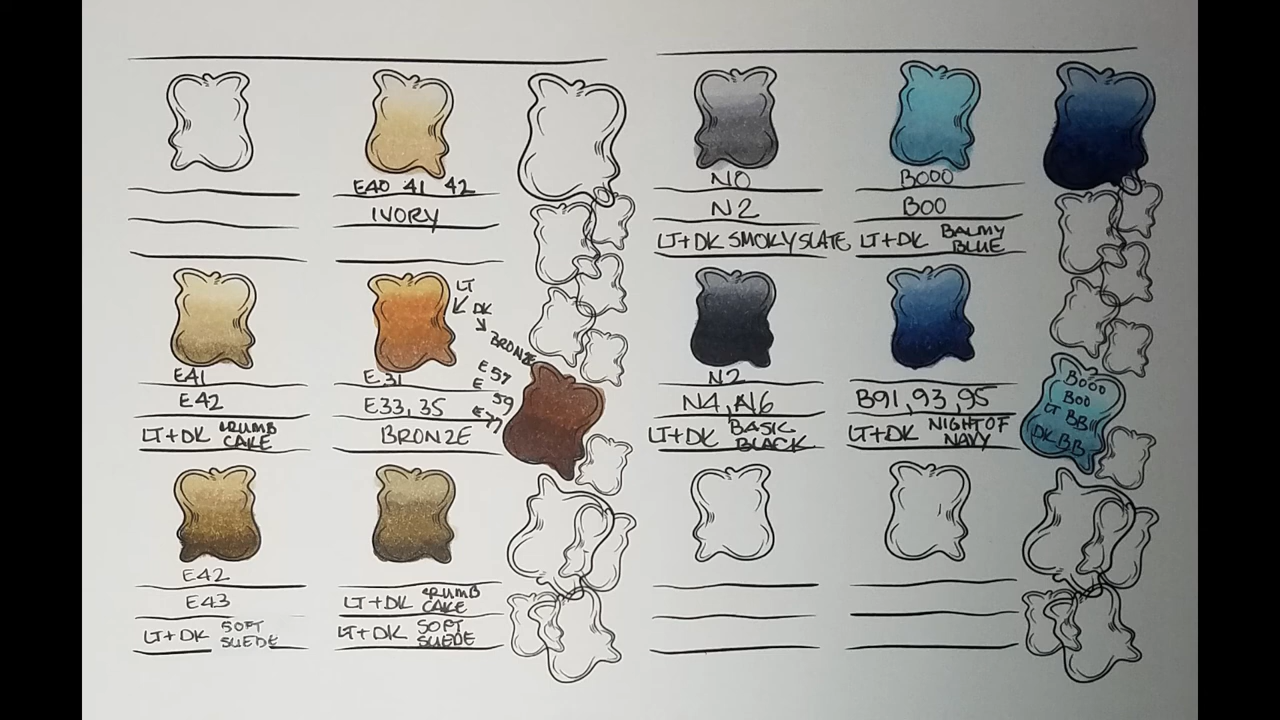 E40 41 42
IVORY
E41
E42
LT+DK CRUMB
CAKE
E31
E33, 35
BRONZE
LT
DK
BRONZE
E57
E
59
E77
E42
E43
LT+DK SOFT
SUEDE
LT+DK CRUMB
CAKE
LT+DK SOFT
SUEDE
N0
N2
LT+DK SMOKY SLATE
B000
B00
LT+DK BALMY
BLUE
N2
N4, N6
LT+DK BASIC
BLACK
B91, 93, 95
LT+DK NIGHT OF
NAVY
B000
B00
LT BB
DK BB